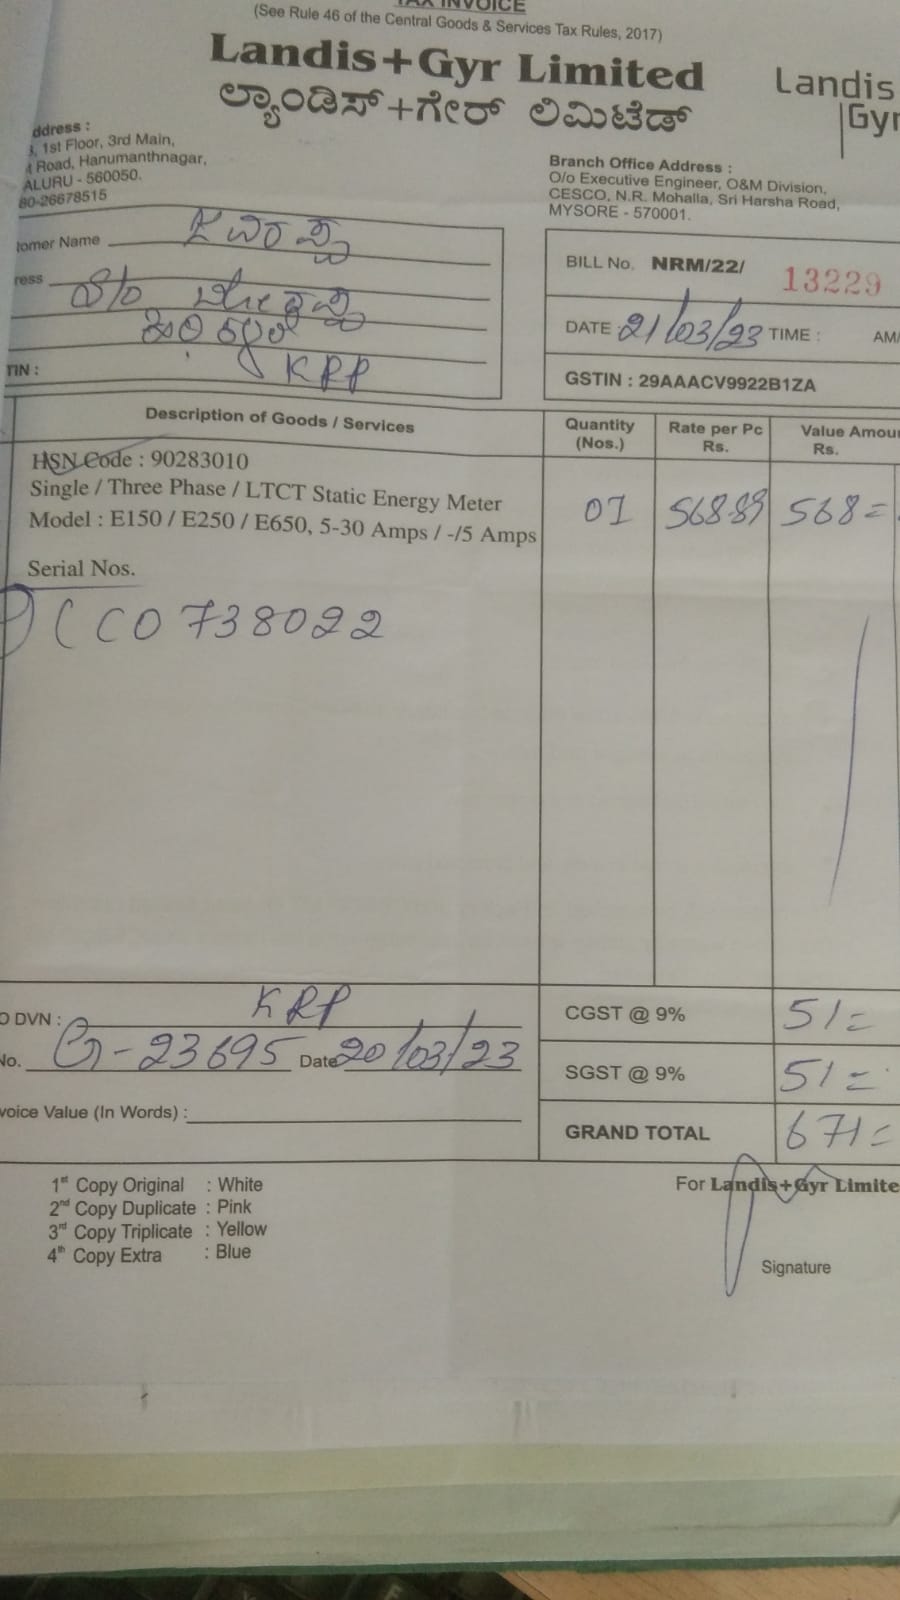 TAX INVOICE
(See Rule 46 of the Central Goods & Services Tax Rules, 2017)
Landis+Gyr Limited
ಲ್ಯಾಂಡಿಸ್+ಗೇರ್ ಲಿಮಿಟೆಡ್
Landis
Gyr
ddress :
, 1st Floor, 3rd Main,
Road, Hanumanthnagar,
ALURU - 560050.
80-26678515
Branch Office Address :
O/o Executive Engineer, O&M Division,
CESCO, N.R. Mohalla, Sri Harsha Road,
MYSORE - 570001.
tomer Name
ress S/o
KRP
TIN :
BILL No. NRM/22/ 13229
DATE : 21/03/23 TIME : AM/
GSTIN : 29AAACV9922B1ZA
Description of Goods / Services Quantity (Nos.) Rate per Pc Rs. Value Amou Rs.
HSN Code : 90283010
Single / Three Phase / LTCT Static Energy Meter
Model : E150 / E250 / E650, 5-30 Amps / -/5 Amps 01 568-89 568=
Serial Nos.
CC0738022
O DVN : KRP
No. 23695 Date 20/03/23
voice Value (In Words) :
CGST @ 9% 51=
SGST @ 9% 51=
GRAND TOTAL 671=
1st Copy Original : White
2nd Copy Duplicate : Pink
3rd Copy Triplicate : Yellow
4th Copy Extra : Blue
For Landis+Gyr Limite
Signature